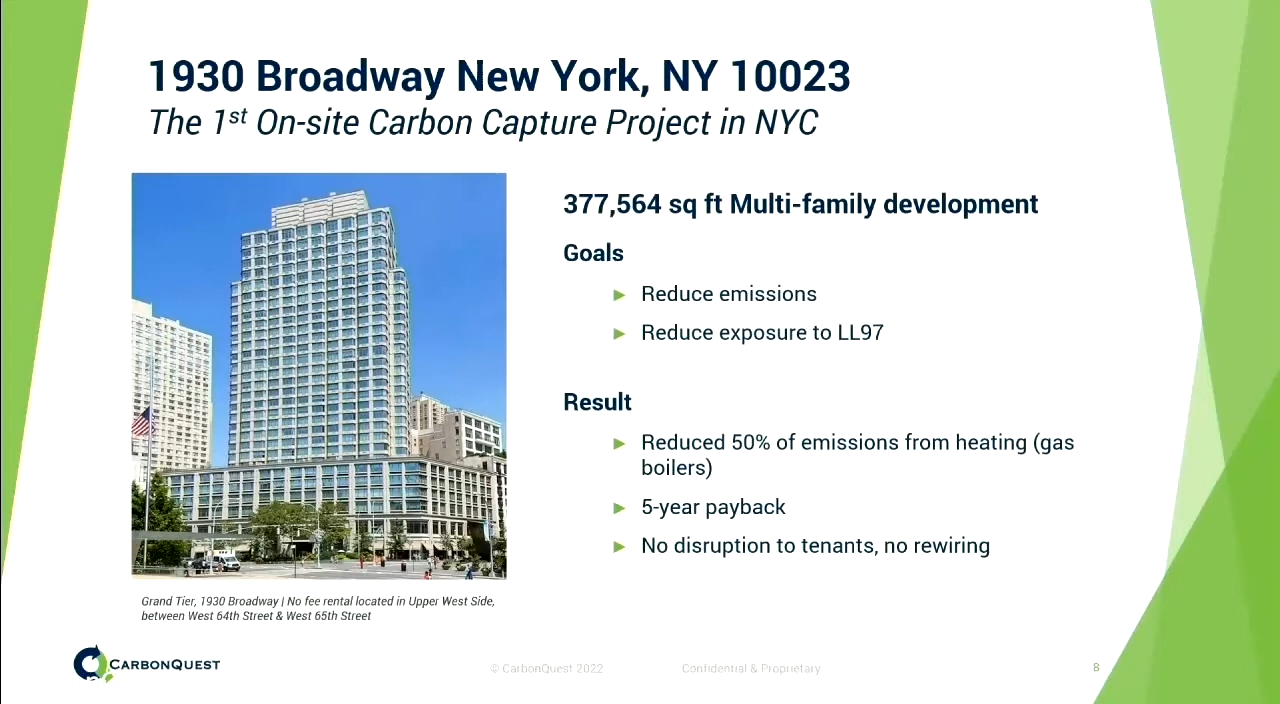 1930 Broadway New York, NY 10023
The 1st On-site Carbon Capture Project in NYC
377,564 sq ft Multi-family development
Goals
► Reduce emissions
► Reduce exposure to LL97
Result
► Reduced 50% of emissions from heating (gas
boilers)
► 5-year payback
► No disruption to tenants, no rewiring
Grand Tier, 1930 Broadway | No fee rental located in Upper West Side,
between West 64th Street & West 65th Street
CARBONQUEST
© CarbonQuest 2022
Confidential & Proprietary
8